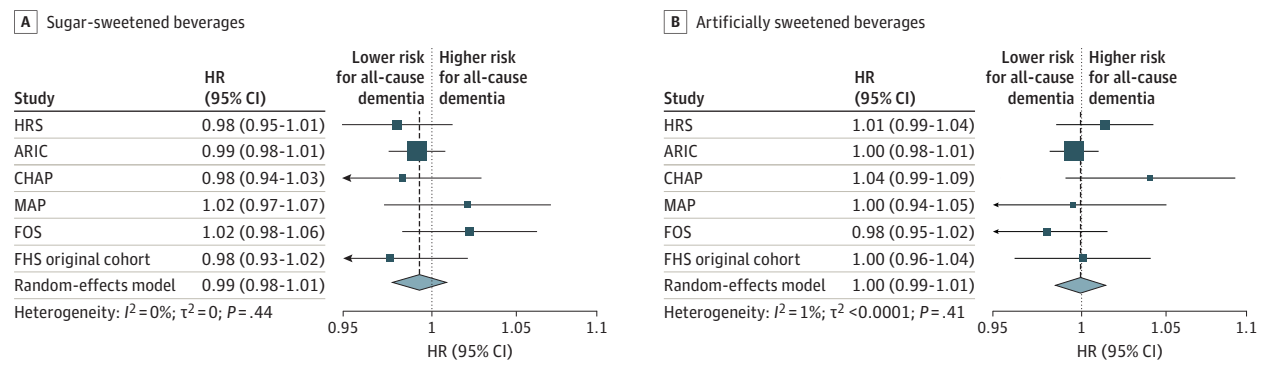 A Sugar-sweetened beverages
Lower risk for all-cause dementia
Higher risk for all-cause dementia
Study HR (95% CI)
HRS 0.98 (0.95-1.01)
ARIC 0.99 (0.98-1.01)
CHAP 0.98 (0.94-1.03)
MAP 1.02 (0.97-1.07)
FOS 1.02 (0.98-1.06)
FHS original cohort 0.98 (0.93-1.02)
Random-effects model 0.99 (0.98-1.01)
Heterogeneity: I² = 0%; τ² = 0; P = .44
0.95 1 1.05 1.1
HR (95% CI)
B Artificially sweetened beverages
Lower risk for all-cause dementia
Higher risk for all-cause dementia
Study HR (95% CI)
HRS 1.01 (0.99-1.04)
ARIC 1.00 (0.98-1.01)
CHAP 1.04 (0.99-1.09)
MAP 1.00 (0.94-1.05)
FOS 0.98 (0.95-1.02)
FHS original cohort 1.00 (0.96-1.04)
Random-effects model 1.00 (0.99-1.01)
Heterogeneity: I² = 1%; τ² <0.0001; P = .41
0.95 1 1.05 1.1
HR (95% CI)